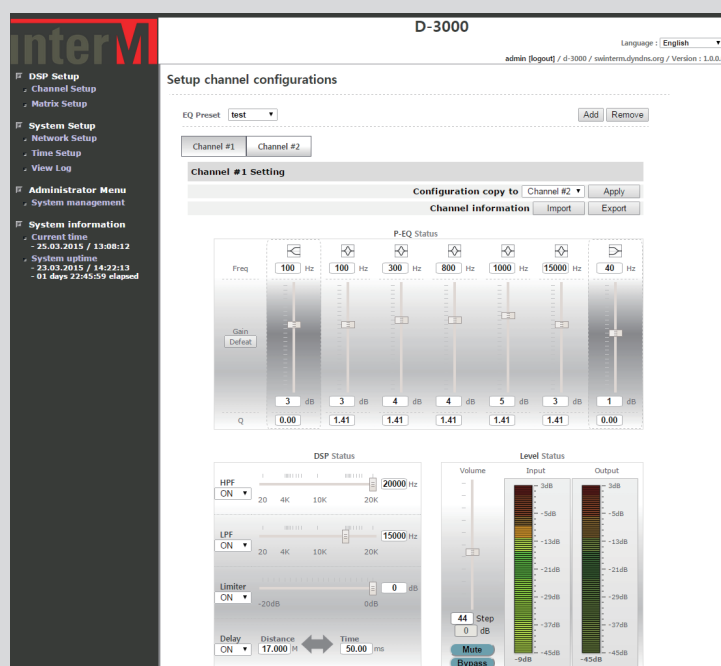 interM
D-3000
Language : English
admin [logout] / d-3000 / swinterm.dyndns.org / Version : 1.0.0.
DSP Setup
Channel Setup
Matrix Setup
System Setup
Network Setup
Time Setup
View Log
Administrator Menu
System management
System information
Current time
- 25.03.2015 / 13:08:12
System uptime
- 23.03.2015 / 14:22:13
- 01 days 22:45:59 elapsed
Setup channel configurations
EQ Preset test Add Remove
Channel #1 Channel #2
Channel #1 Setting
Configuration copy to Channel #2 Apply
Channel information Import Export
P-EQ Status
Freq 100 Hz 100 Hz 300 Hz 800 Hz 1000 Hz 15000 Hz 40 Hz
Gain
Defeat
3 dB 3 dB 4 dB 4 dB 5 dB 3 dB 1 dB
Q 0.00 1.41 1.41 1.41 1.41 1.41 0.00
DSP Status
HPF
ON
20000 Hz
20 4K 10K 20K
LPF
ON
15000 Hz
20 4K 10K 20K
Limiter
ON
0 dB
-20dB 0dB
Delay
ON
Distance
17.000 M
Time
50.00 ms
Level Status
Volume Input Output
3dB 3dB
-5dB -5dB
-13dB -13dB
-21dB -21dB
-29dB -29dB
-37dB -37dB
-45dB -45dB
-9dB -45dB
44 Step
0 dB
Mute
Bypass